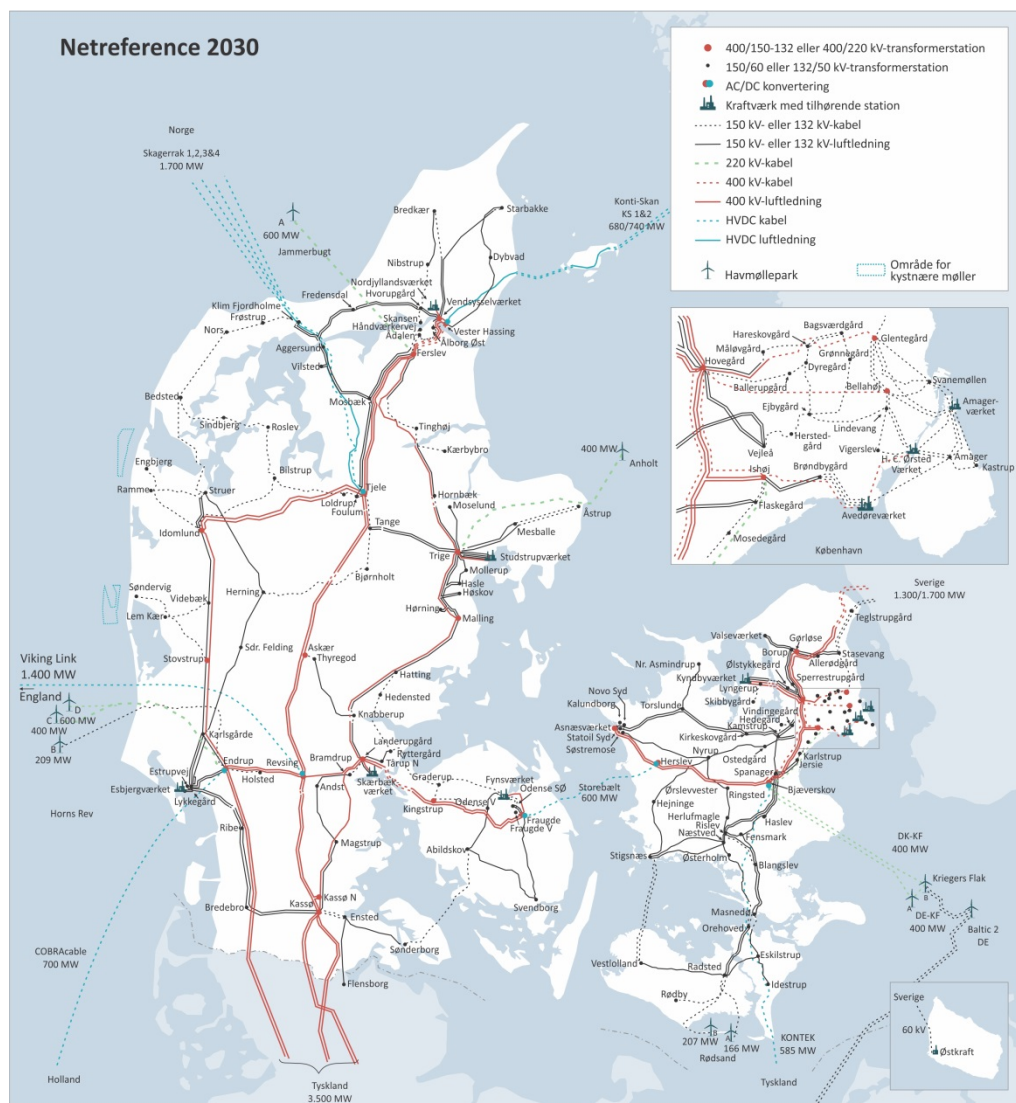 Netreference 2030
400/150-132 eller 400/220 kV-transformerstation
150/60 eller 132/50 kV-transformerstation
AC/DC konvertering
Kraftværk med tilhørende station
150 kV- eller 132 kV-kabel
150 kV- eller 132 kV-luftledning
220 kV-kabel
400 kV-kabel
400 kV-luftledning
HVDC kabel
HVDC luftledning
Havmøllepark
Område for
kystnære møller
Norge
Skagerrak 1,2,3&4
1.700 MW
A
600 MW
Jammerbugt
Konti-Skan
KS 1&2
680/740 MW
Bredkær
Starbakke
Dybvad
Nibstrup
Nordjyllandsværket
Hvorupgård
Vendsysselværket
Fredensdal
Klim Fjordholme
Frøstrup
Skansen
Håndværkervej
Ådalen
Vester Hassing
Ålborg Øst
Ferslev
Nors
Aggersund
Vilsted
Mosbæk
Bedsted
Sindbjerg
Roslev
Tinghøj
Kærbybro
400 MW
Anholt
Engbjerg
Ramme
Struer
Bilstrup
Tjele
Loldrup
Foulum
Hornbæk
Moselund
Åstrup
Mesballe
Idomlund
Tange
Trige
Studstrupværket
Mollerup
Hasle
Høskov
Bjørnholt
Herning
Hørning
Malling
Søndervig
Videbæk
Lem Kær
Sdr. Felding
Askær
Thyregod
Stovstrup
Hatting
Hedensted
Knabberup
Viking Link
1.400 MW
England
D
C
600 MW
400 MW
B
209 MW
Karlsgårde
Landerupgård
Ryttergård
Tårup N
Endrup
Revsing
Bramdrup
Estrupvej
Holsted
Andst
Skærbæk-
værket
Graderup
Fynsværket
Esbjergværket
Lykkegård
Kingstrup
Odense V
Odense SØ
Fraugde
Fraugde V
Horns Rev
Ribe
Magstrup
Abildskov
Svendborg
Bredebro
Kassø N
Kassø
Ensted
Sønderborg
Flensborg
COBRAcable
700 MW
Holland
Tyskland
3.500 MW
Storebælt
600 MW
Hareskovgård
Bagsværdgård
Glentegård
Måløvgård
Hovegård
Grønnegård
Dyregård
Ballerupgård
Bellahøj
Svanemøllen
Amager-
værket
Ejbygård
Lindevang
Hersted-
gård
Vejleå
Vigerslev
H. C. Ørsted
Værket
Amager
Kastrup
Ishøj
Brøndbygård
Flaskegård
Avedøreværket
Mosedegård
København
Sverige
1.300/1.700 MW
Teglstrupgård
Valseværket
Gørløse
Borup
Stasevang
Allerødgård
Ølstykkegård
Kyndbyværket
Lyngerup
Sperrestrupgård
Nr. Asmindrup
Skibbygård
Novo Syd
Kalundborg
Torslunde
Vindingegård
Hedegård
Asnæsværket
Statoil Syd
Søstremose
Kamstrup
Kirkeskovgård
Nyrup
Ostedgård
Karlstrup
Jersie
Herslev
Spanager
Bjæverskov
Ringsted
Ørslevvester
Hejninge
Herlufmagle
Rislev
Haslev
Næstved
Fensmark
Stigsnæs
Østerholm
Blangslev
Masnedø
Orehoved
Vestlolland
Radsted
Eskilstrup
Idestrup
Rødby
207 MW
B
A
166 MW
Rødsand
KONTEK
585 MW
Tyskland
DK-KF
400 MW
Kriegers Flak
B
A
DE-KF
400 MW
Baltic 2
DE
Sverige
60 kV
Østkraft